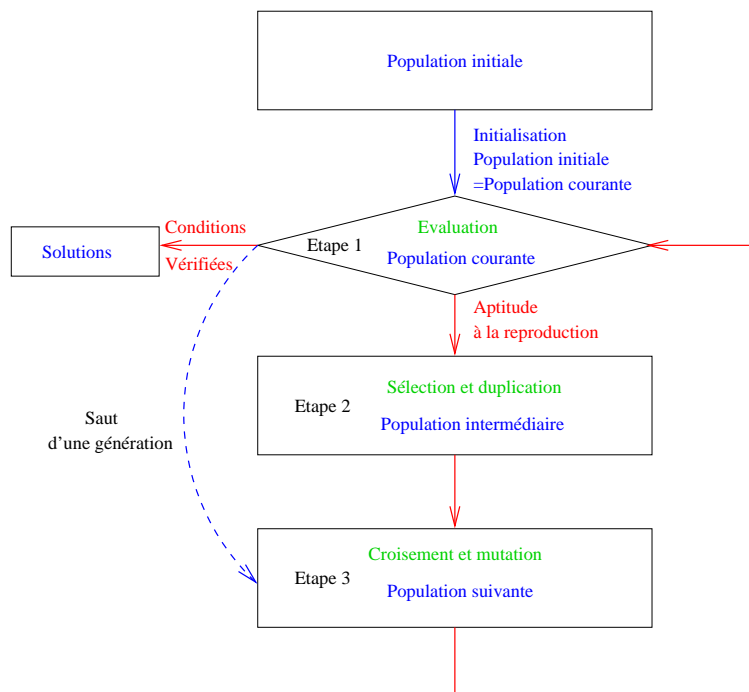 Population initiale
Initialisation
Population initiale
=Population courante
Conditions
Vérifiées
Solutions
Etape 1
Evaluation
Population courante
Aptitude
à la reproduction
Etape 2
Sélection et duplication
Population intermédiaire
Saut
d'une génération
Etape 3
Croisement et mutation
Population suivante